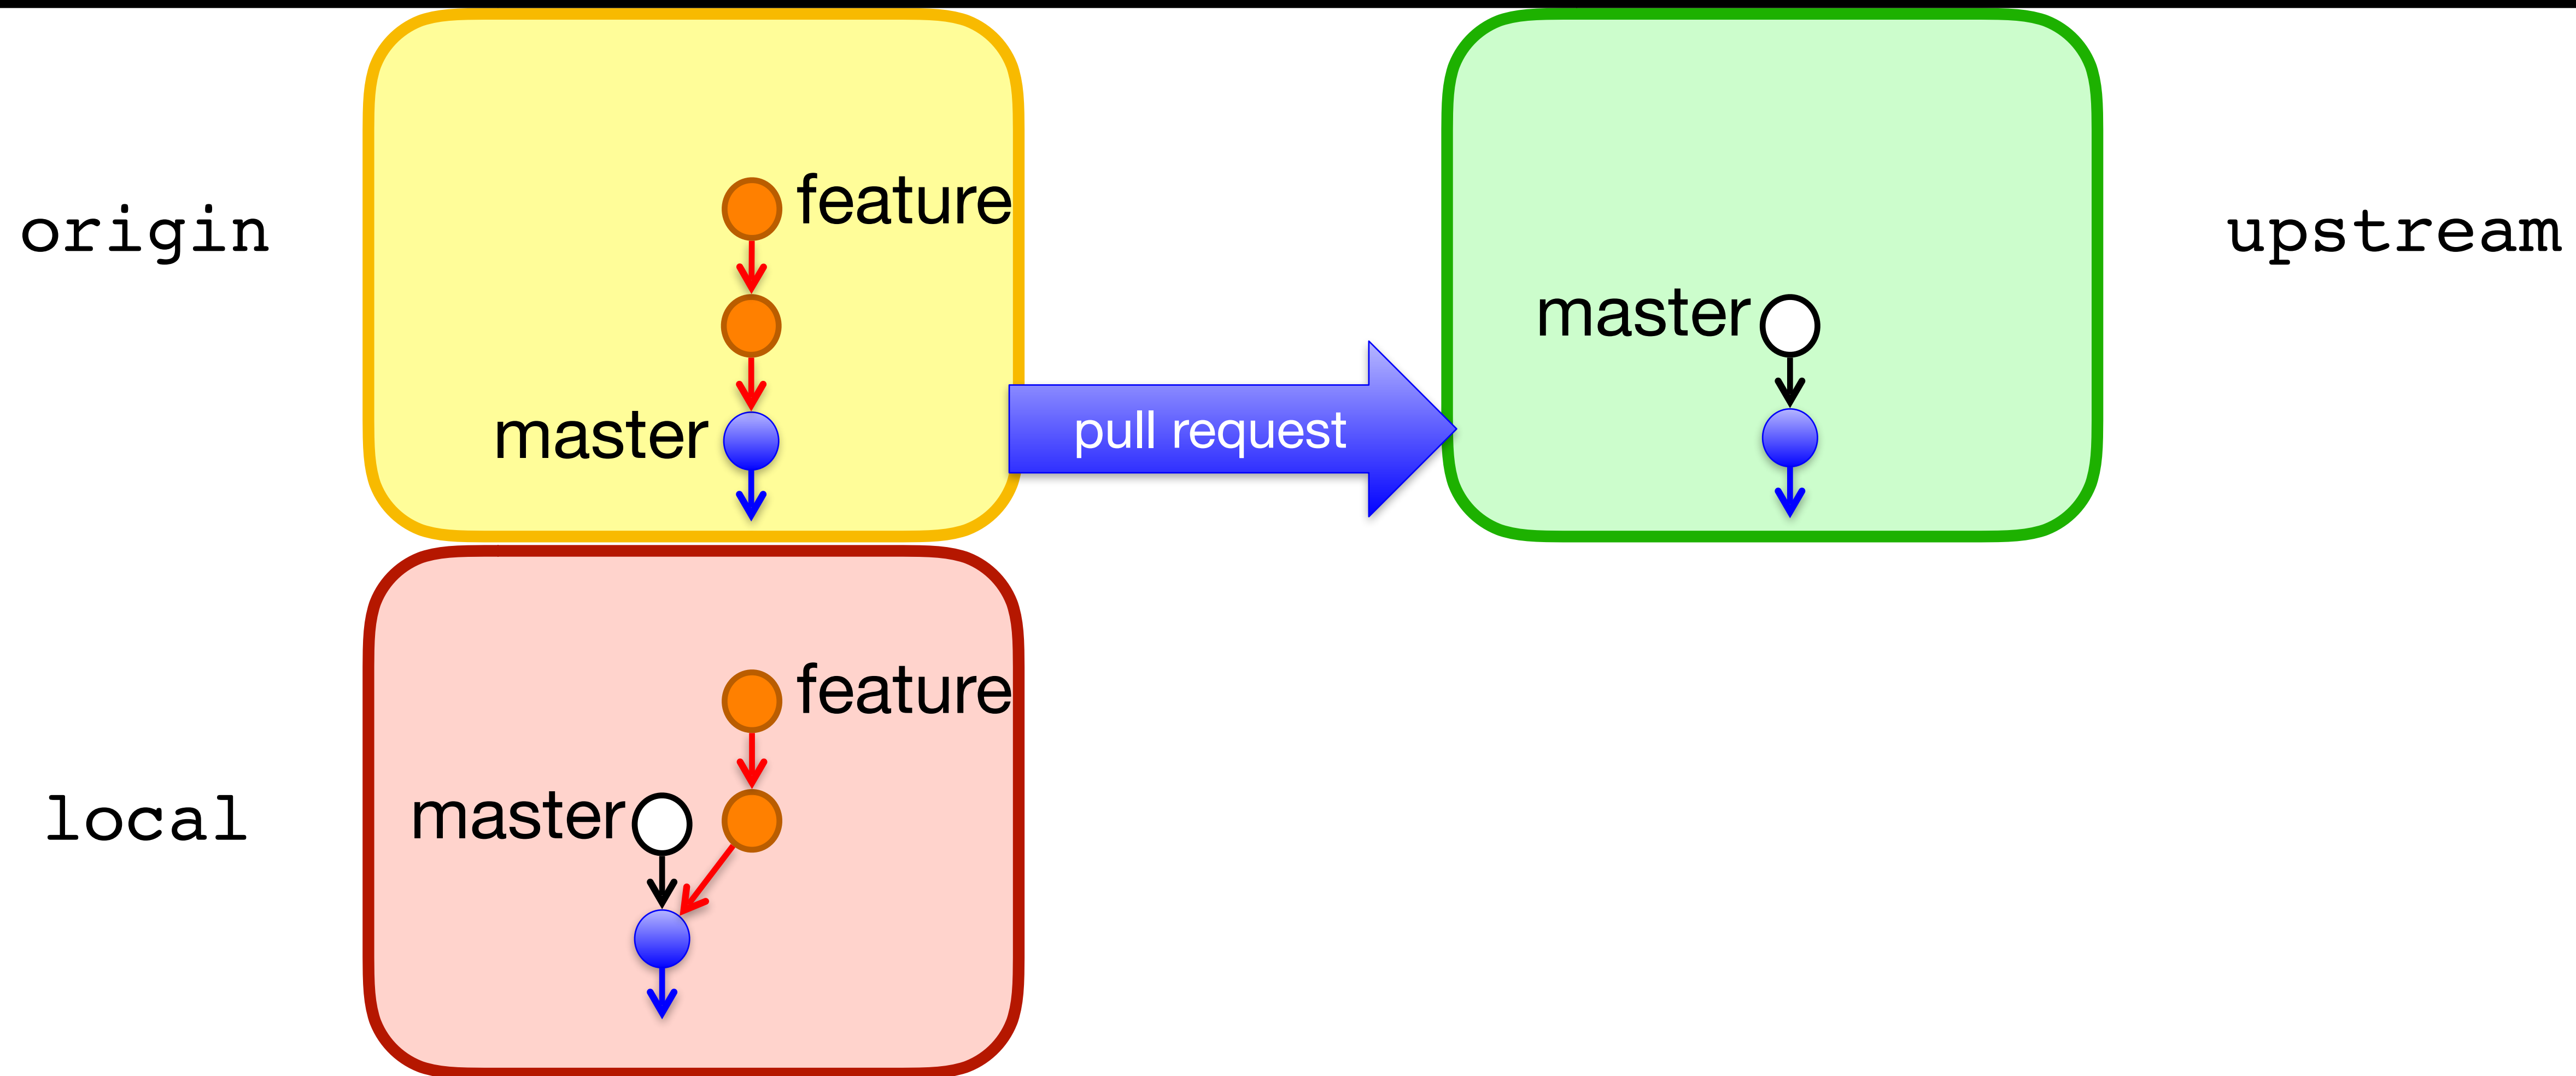 origin
feature
master
pull request
master
upstream
local
feature
master